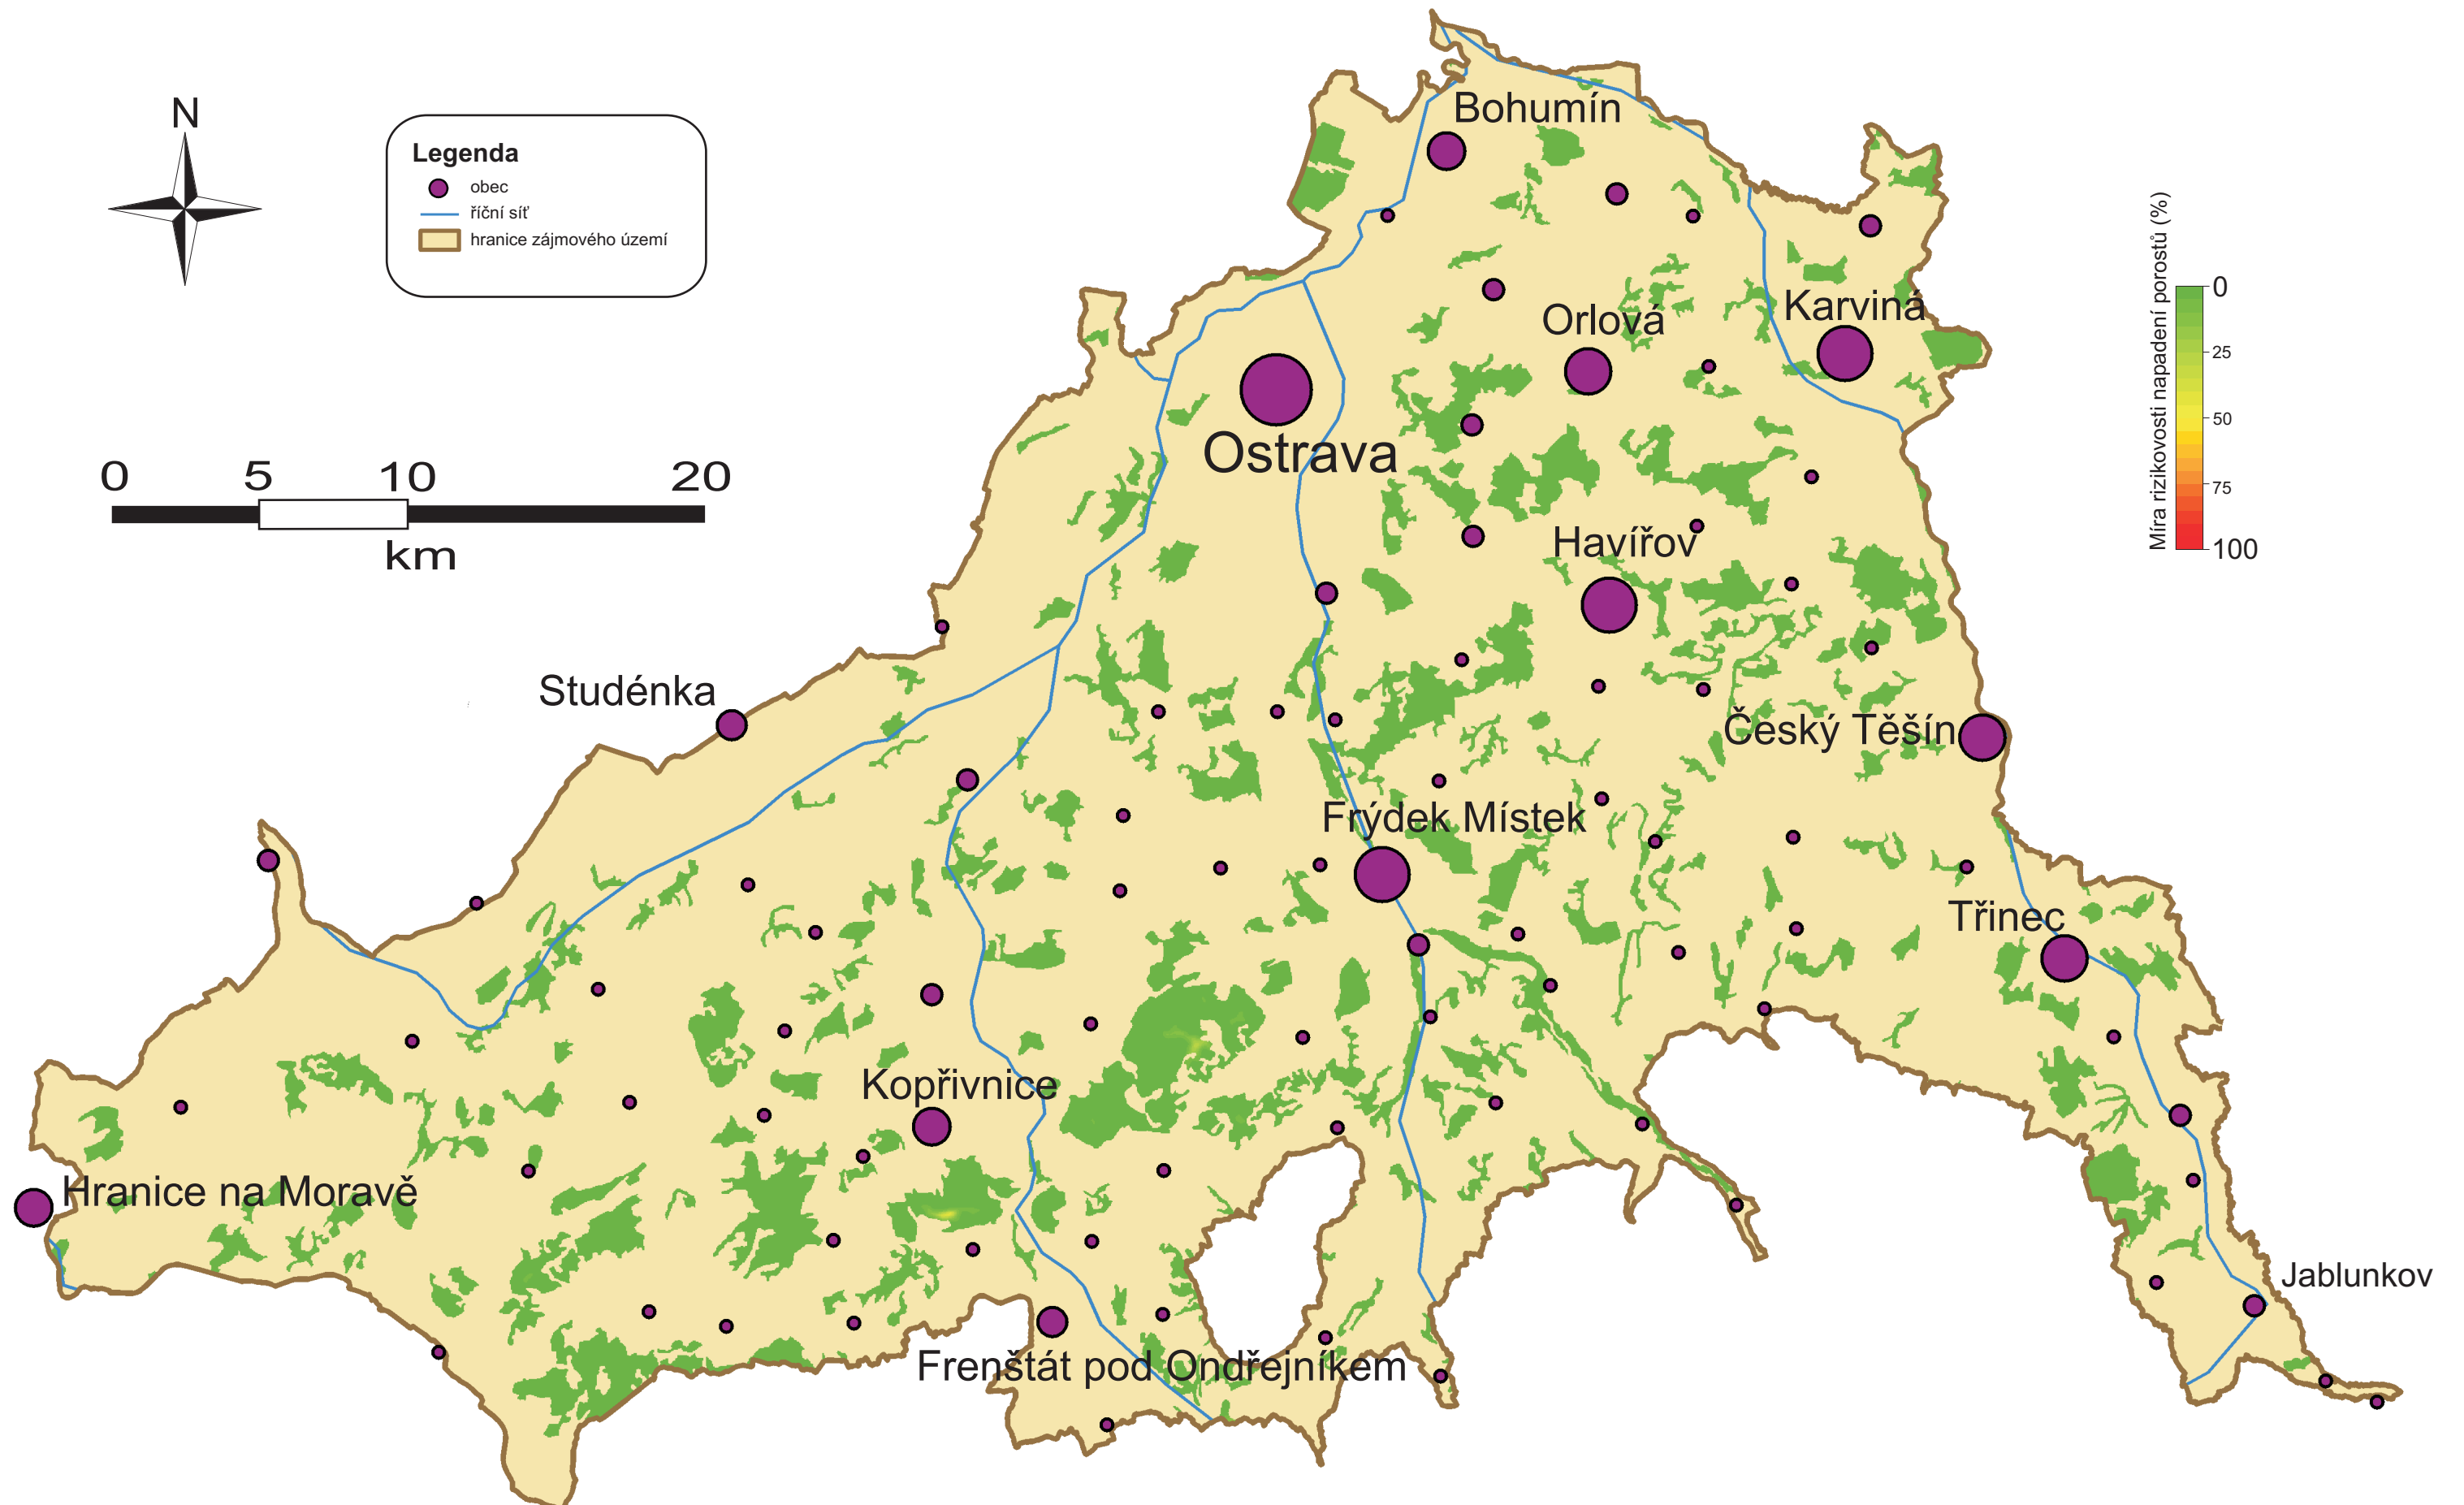 N
Legenda
obec
říční síť
hranice zájmového území
0 5 10 20
km
Bohumín
Karviná
Orlová
Ostrava
Havířov
Studénka
Český Těšín
Frýdek Místek
Třinec
Kopřivnice
Hranice na Moravě
Jablunkov
Frenštát pod Ondřejníkem
Míra rizikovosti napadení porostů (%)
0
25
50
75
100